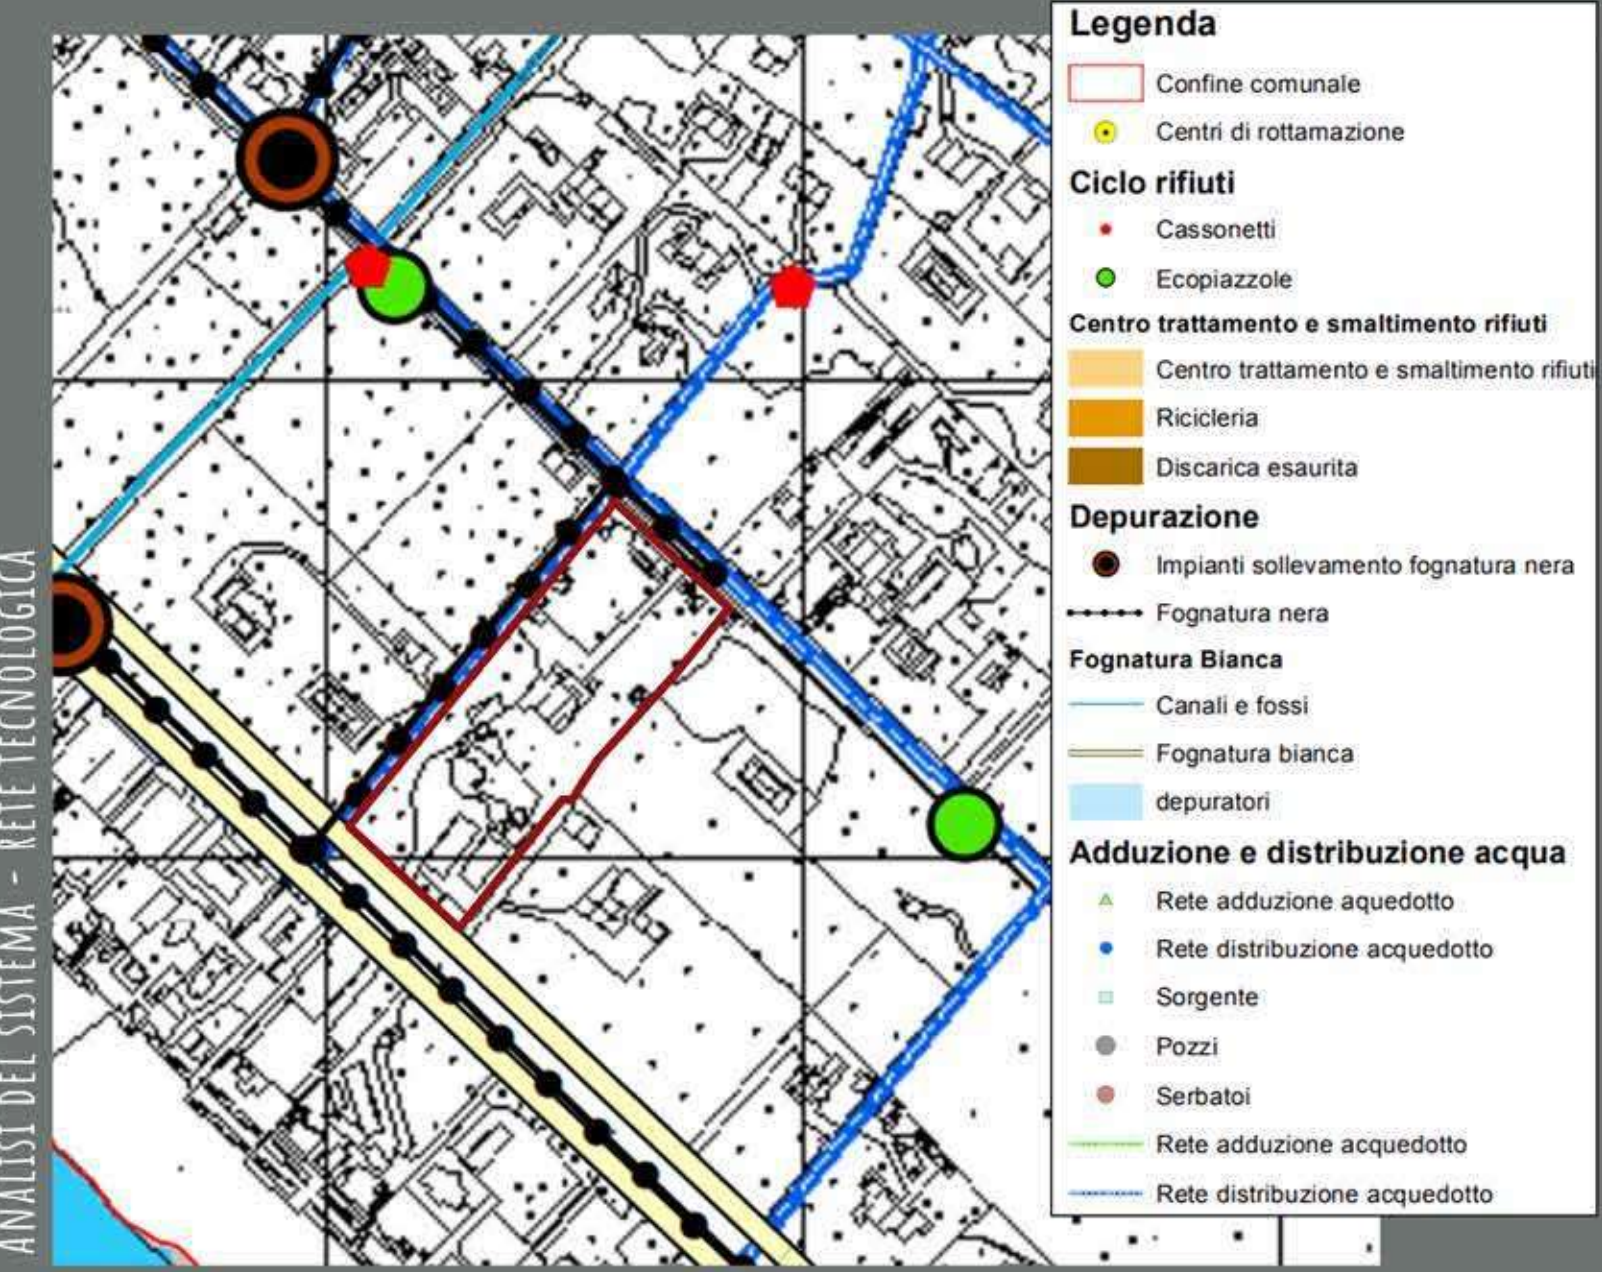 ANALISI DEL SISTEMA - RETE TECNOLOGICA
Legenda
Confine comunale
Centri di rottamazione
Ciclo rifiuti
Cassonetti
Ecopiazzole
Centro trattamento e smaltimento rifiuti
Centro trattamento e smaltimento rifiuti
Ricicleria
Discarica esaurita
Depurazione
Impianti sollevamento fognatura nera
Fognatura nera
Fognatura Bianca
Canali e fossi
Fognatura bianca
depuratori
Adduzione e distribuzione acqua
Rete adduzione aquedotto
Rete distribuzione acquedotto
Sorgente
Pozzi
Serbatoi
Rete adduzione acquedotto
Rete distribuzione acquedotto